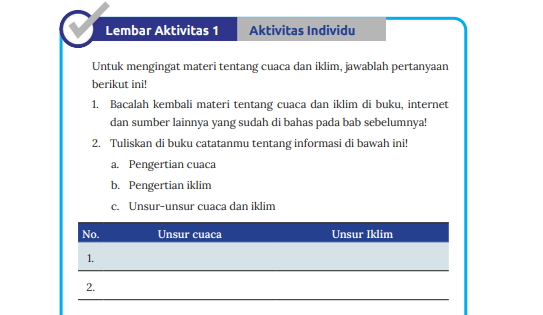 Lembar Aktivitas 1 Aktivitas Individu
Untuk mengingat materi tentang cuaca dan iklim, jawablah pertanyaan
berikut ini!
1. Bacalah kembali materi tentang cuaca dan iklim di buku, internet
dan sumber lainnya yang sudah di bahas pada bab sebelumnya!
2. Tuliskan di buku catatanmu tentang informasi di bawah ini!
a. Pengertian cuaca
b. Pengertian iklim
c. Unsur-unsur cuaca dan iklim
No. Unsur cuaca Unsur Iklim
1.
2.